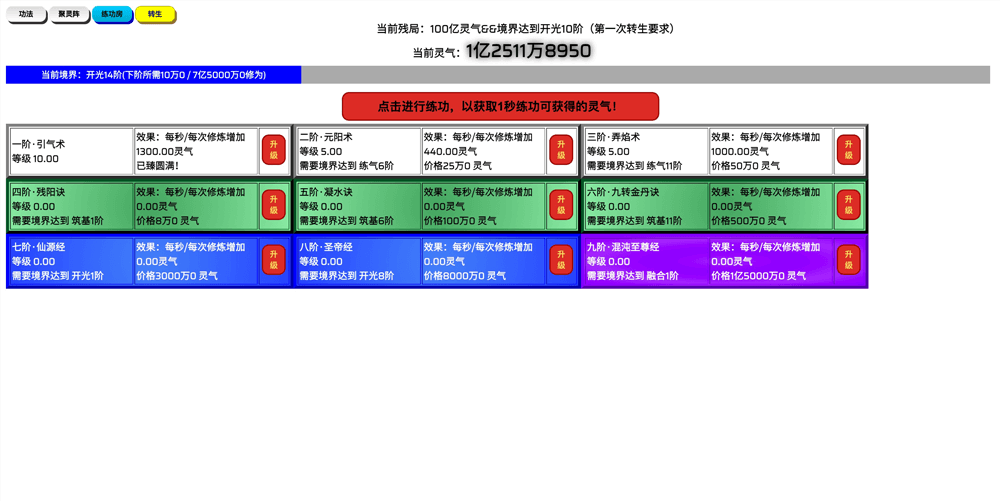 功法 聚灵阵 炼功房 转生
当前残局：100亿灵气&&境界达到开光10阶（第一次转生要求）
当前灵气：1亿2511万8950
当前境界：开光14阶(下阶所需10万0 / 7亿5000万0修为)
点击进行练功，以获取1秒练功可获得的灵气！
一阶·引气术
等级 10.00
效果：每秒/每次修炼增加
1300.00灵气
已臻圆满！
升级
二阶·元阳术
等级 5.00
需要境界达到 练气6阶
效果：每秒/每次修炼增加
440.00灵气
价格25万0 灵气
升级
三阶·弄焰术
等级 5.00
需要境界达到 练气11阶
效果：每秒/每次修炼增加
1000.00灵气
价格50万0 灵气
升级
四阶·残阳诀
等级 0.00
需要境界达到 筑基1阶
效果：每秒/每次修炼增加
0.00灵气
价格8万0 灵气
升级
五阶·凝水诀
等级 0.00
需要境界达到 筑基6阶
效果：每秒/每次修炼增加
0.00灵气
价格100万0 灵气
升级
六阶·九转金丹诀
等级 0.00
需要境界达到 筑基11阶
效果：每秒/每次修炼增加
0.00灵气
价格500万0 灵气
升级
七阶·仙源经
等级 0.00
需要境界达到 开光1阶
效果：每秒/每次修炼增加
0.00灵气
价格3000万0 灵气
升级
八阶·圣帝经
等级 0.00
需要境界达到 开光8阶
效果：每秒/每次修炼增加
0.00灵气
价格8000万0 灵气
升级
九阶·混沌至尊经
等级 0.00
需要境界达到 融合1阶
效果：每秒/每次修炼增加
0.00灵气
价格1亿5000万0 灵气
升级